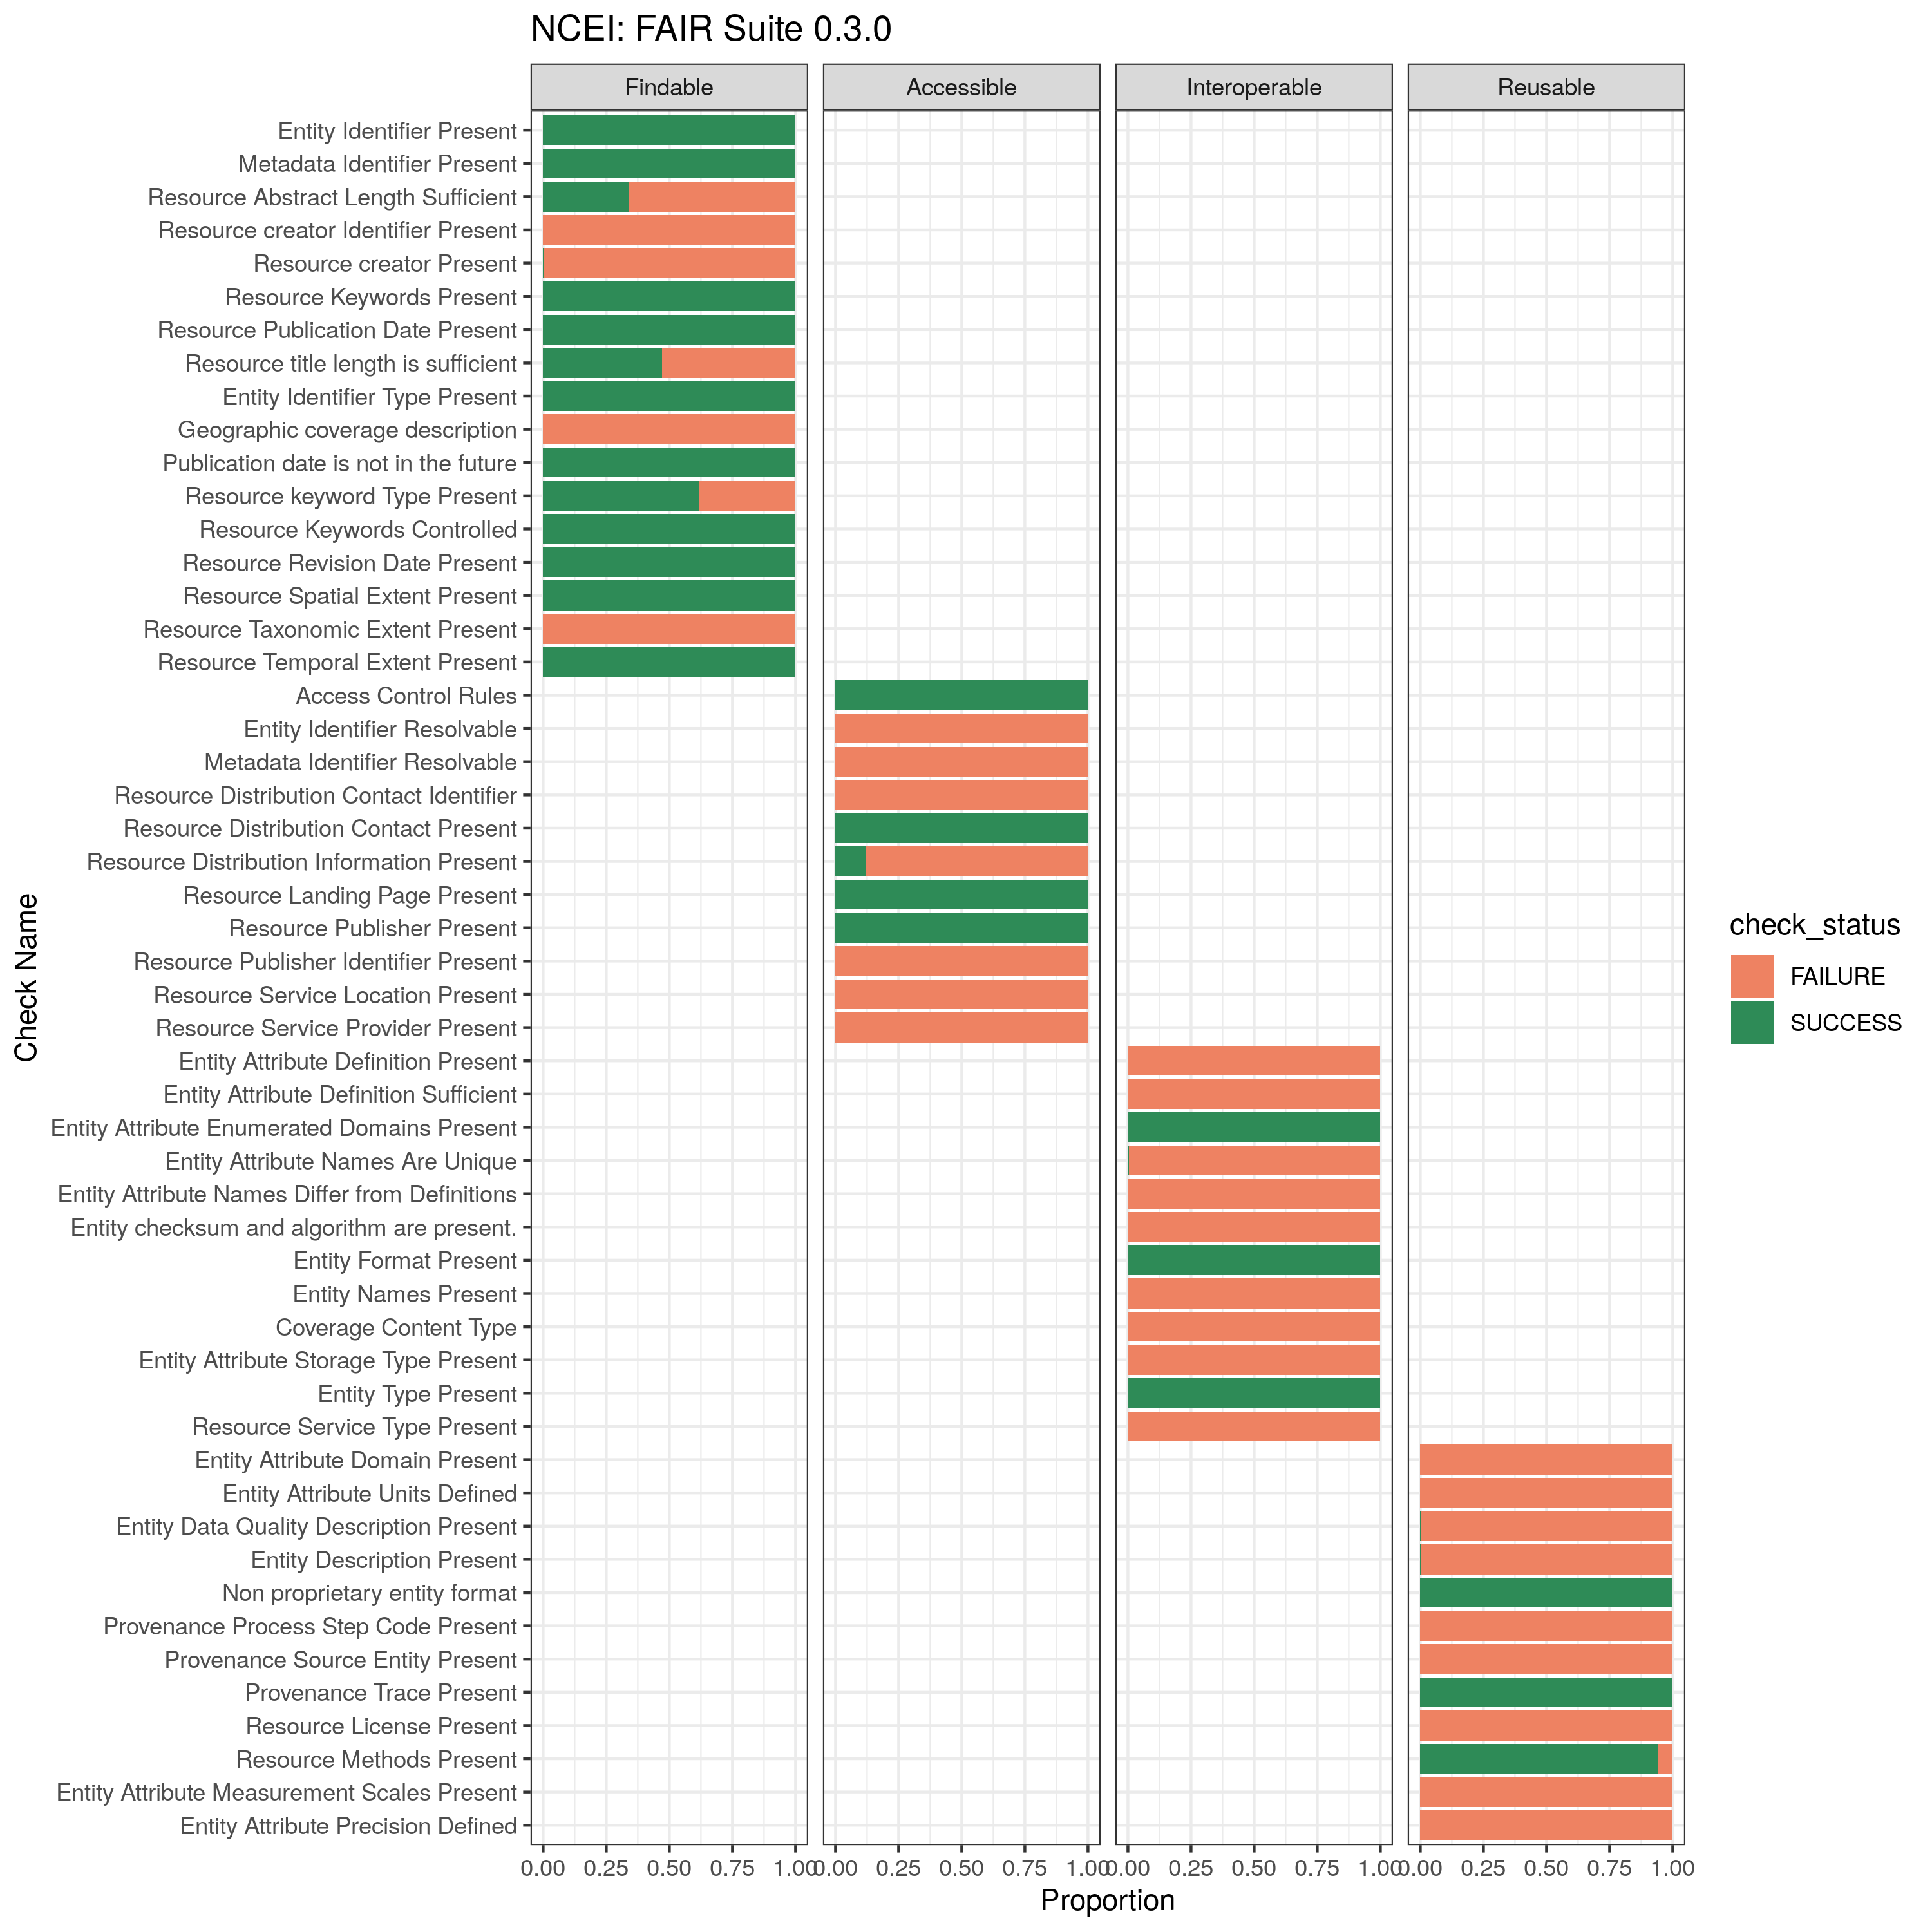 NCEI: FAIR Suite 0.3.0
Findable
Accessible
Interoperable
Reusable
Entity Identifier Present
Metadata Identifier Present
Resource Abstract Length Sufficient
Resource creator Identifier Present
Resource creator Present
Resource Keywords Present
Resource Publication Date Present
Resource title length is sufficient
Entity Identifier Type Present
Geographic coverage description
Publication date is not in the future
Resource keyword Type Present
Resource Keywords Controlled
Resource Revision Date Present
Resource Spatial Extent Present
Resource Taxonomic Extent Present
Resource Temporal Extent Present
Access Control Rules
Entity Identifier Resolvable
Metadata Identifier Resolvable
Resource Distribution Contact Identifier
Resource Distribution Contact Present
Resource Distribution Information Present
Resource Landing Page Present
Resource Publisher Present
Resource Publisher Identifier Present
Resource Service Location Present
Resource Service Provider Present
Entity Attribute Definition Present
Entity Attribute Definition Sufficient
Entity Attribute Enumerated Domains Present
Entity Attribute Names Are Unique
Entity Attribute Names Differ from Definitions
Entity checksum and algorithm are present.
Entity Format Present
Entity Names Present
Coverage Content Type
Entity Attribute Storage Type Present
Entity Type Present
Resource Service Type Present
Entity Attribute Domain Present
Entity Attribute Units Defined
Entity Data Quality Description Present
Entity Description Present
Non proprietary entity format
Provenance Process Step Code Present
Provenance Source Entity Present
Provenance Trace Present
Resource License Present
Resource Methods Present
Entity Attribute Measurement Scales Present
Entity Attribute Precision Defined
Check Name
0.00 0.25 0.50 0.75 1.00
0.00 0.25 0.50 0.75 1.00
0.00 0.25 0.50 0.75 1.00
0.00 0.25 0.50 0.75 1.00
Proportion
check_status
FAILURE
SUCCESS